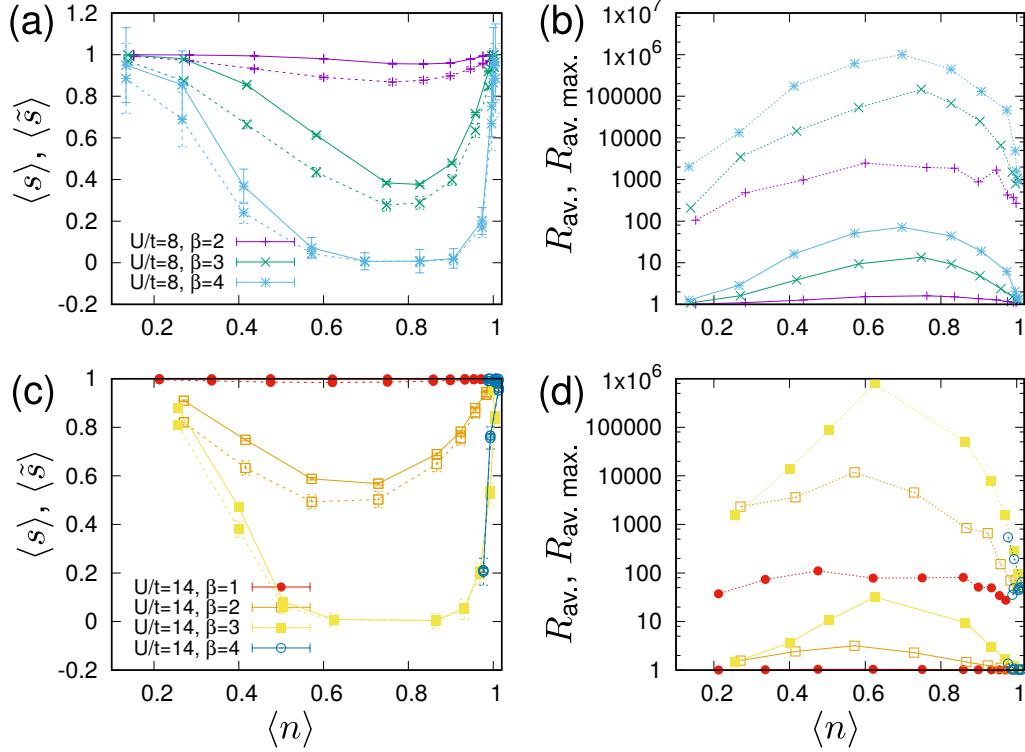 (a)
1.2
1
0.8
0.6
0.4
0.2
0
-0.2
⟨s⟩, ⟨s̃⟩
U/t=8, β=2
U/t=8, β=3
U/t=8, β=4
0.2 0.4 0.6 0.8 1
(b)
1x10⁷
1x10⁶
100000
10000
1000
100
10
1
R_av., R_av. max.
0.2 0.4 0.6 0.8 1
(c)
1
0.8
0.6
0.4
0.2
0
-0.2
⟨s⟩, ⟨s̃⟩
U/t=14, β=1
U/t=14, β=2
U/t=14, β=3
U/t=14, β=4
0.2 0.4 0.6 0.8 1
⟨n⟩
(d)
1x10⁶
100000
10000
1000
100
10
1
R_av., R_av. max.
0.2 0.4 0.6 0.8 1
⟨n⟩